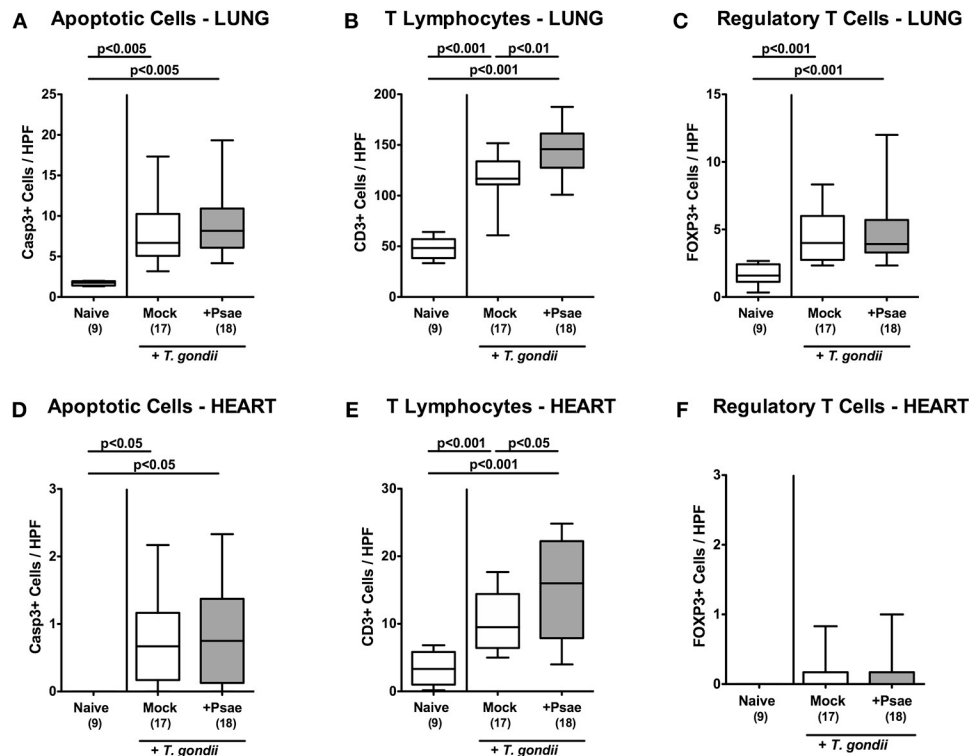 A Apoptotic Cells - LUNG
p<0.005
p<0.005
25
20
15
10
5
0
Casp3+ Cells / HPF
Naive Mock +Psae
(9) (17) (18)
+ T. gondii
B T Lymphocytes - LUNG
p<0.001 p<0.01
p<0.001
200
150
100
50
0
CD3+ Cells / HPF
Naive Mock +Psae
(9) (17) (18)
+ T. gondii
C Regulatory T Cells - LUNG
p<0.001
p<0.001
15
10
5
0
FOXP3+ Cells / HPF
Naive Mock +Psae
(9) (17) (18)
+ T. gondii
D Apoptotic Cells - HEART
p<0.05
p<0.05
3
2
1
0
Casp3+ Cells / HPF
Naive Mock +Psae
(9) (17) (18)
+ T. gondii
E T Lymphocytes - HEART
p<0.001 p<0.05
p<0.001
30
20
10
0
CD3+ Cells / HPF
Naive Mock +Psae
(9) (17) (18)
+ T. gondii
F Regulatory T Cells - HEART
3
2
1
0
FOXP3+ Cells / HPF
Naive Mock +Psae
(9) (17) (18)
+ T. gondii